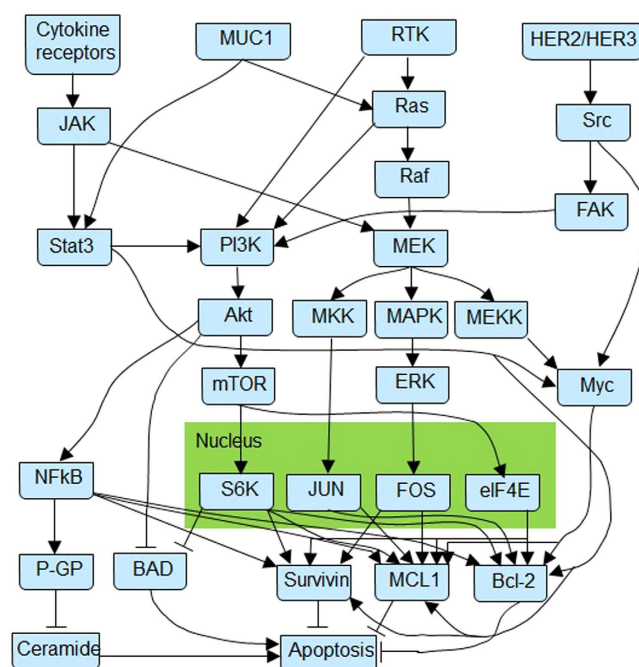 Cytokine
receptors
MUC1
RTK
HER2/HER3
JAK
Ras
Src
Raf
FAK
Stat3
PI3K
MEK
Akt
MKK
MAPK
MEKK
mTOR
ERK
Myc
Nucleus
NFkB
S6K
JUN
FOS
eIF4E
P-GP
BAD
Survivin
MCL1
Bcl-2
Ceramide
Apoptosis